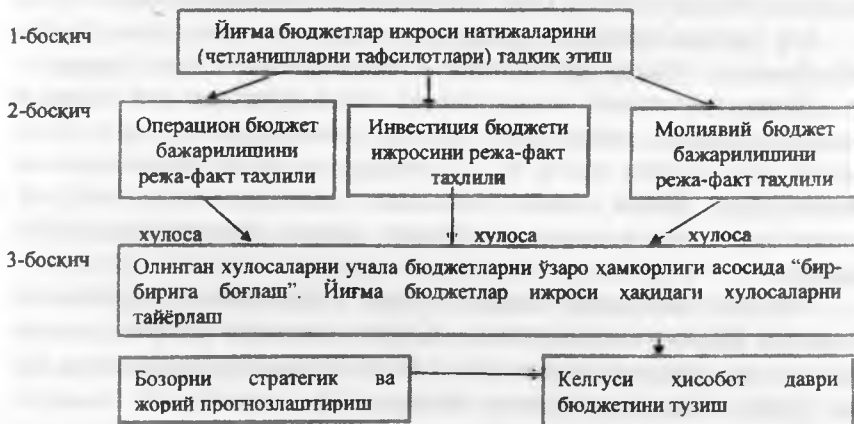 1-босқич
Йиғма бюджетлар ижроси натижаларини
(четланишларни тафсилотлари) тадқиқ этиш
2-босқич
Операцион бюджет
бажарилишини
режа-факт таҳлили
Инвестиция бюджети
ижросини режа-факт
таҳлили
Молиявий бюджет
бажарилишини
режа-факт таҳлили
хулоса
хулоса
хулоса
3-босқич
Олинган хулосаларни учала бюджетларни ўзаро ҳамкорлиги асосида “бир-
бирига боғлаш”. Йиғма бюджетлар ижроси ҳақидаги хулосаларни
тайёрлаш
Бозорни стратегик ва
жорий прогнозлаштириш
Келгуси ҳисобот даври
бюджетини тузиш